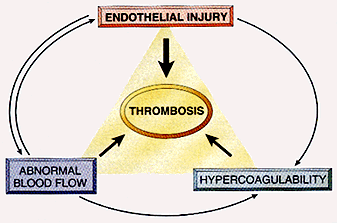 ENDOTHELIAL INJURY
THROMBOSIS
ABNORMAL
BLOOD FLOW
HYPERCOAGULABILITY